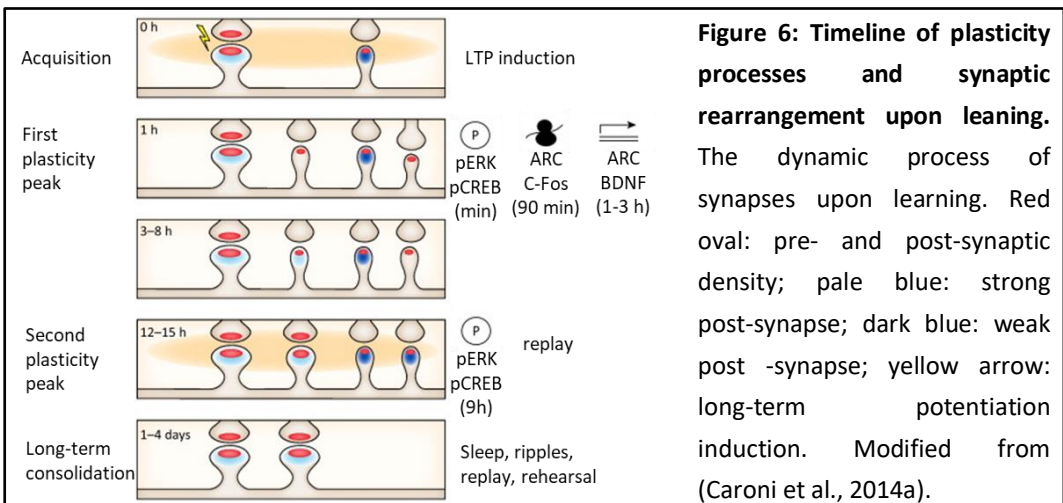 0 h
Acquisition
LTP induction
First
plasticity
peak
1 h
P
pERK
pCREB
(min)
ARC
C-Fos
(90 min)
ARC
BDNF
(1-3 h)
3–8 h
Second
plasticity
peak
12–15 h
P
pERK
pCREB
(9h)
replay
Long-term
consolidation
1–4 days
Sleep, ripples,
replay, rehearsal
Figure 6: Timeline of plasticity
processes and synaptic
rearrangement upon leaning.
The dynamic process of
synapses upon learning. Red
oval: pre- and post-synaptic
density; pale blue: strong
post-synapse; dark blue: weak
post -synapse; yellow arrow:
long-term potentiation
induction. Modified from
(Caroni et al., 2014a).